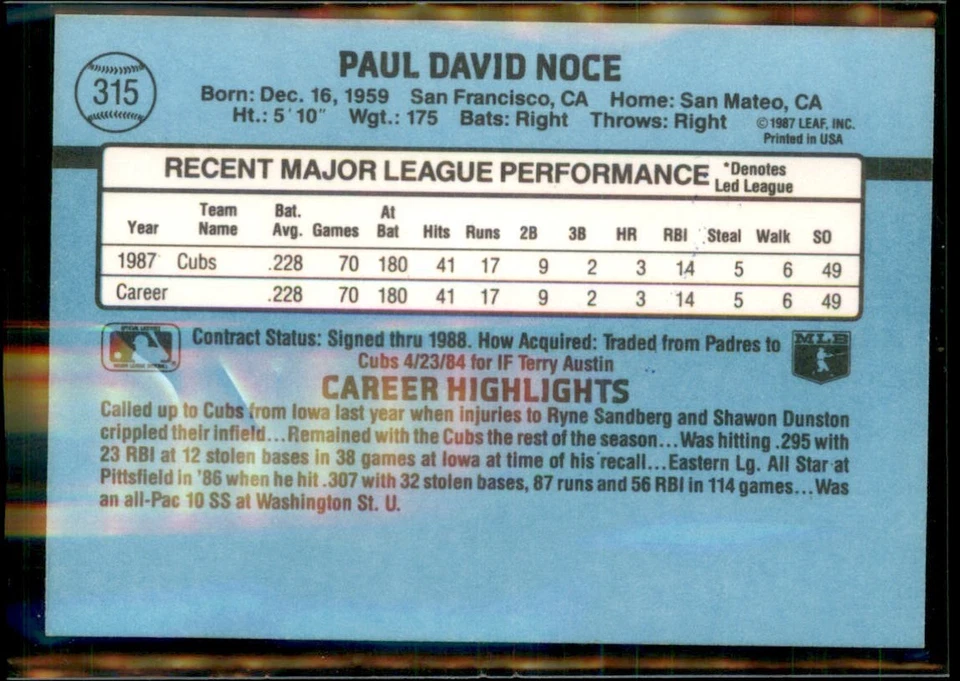 315
PAUL DAVID NOCE
Born: Dec. 16, 1959 San Francisco, CA Home: San Mateo, CA
Ht.: 5'10" Wgt.: 175 Bats: Right Throws: Right ©1987 LEAF, INC.
Printed in USA
RECENT MAJOR LEAGUE PERFORMANCE *Denotes Led League
Year Team Name Bat. Avg. Games At Bat Hits Runs 2B 3B HR RBI Steal Walk SO
1987 Cubs .228 70 180 41 17 9 2 3 14 5 6 49
Career .228 70 180 41 17 9 2 3 14 5 6 49
Contract Status: Signed thru 1988. How Acquired: Traded from Padres to
Cubs 4/23/84 for IF Terry Austin
MLB
CAREER HIGHLIGHTS
Called up to Cubs from Iowa last year when injuries to Ryne Sandberg and Shawon Dunston
crippled their infield...Remained with the Cubs the rest of the season...Was hitting .295 with
23 RBI at 12 stolen bases in 38 games at Iowa at time of his recall...Eastern Lg. All Star at
Pittsfield in '86 when he hit .307 with 32 stolen bases, 87 runs and 56 RBI in 114 games...Was
an all-Pac 10 SS at Washington St. U.